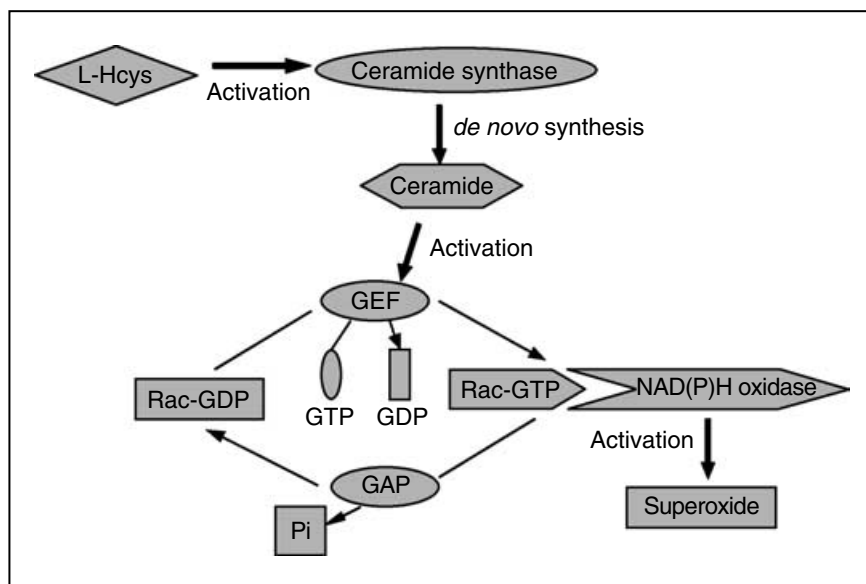 L-Hcys
Activation
Ceramide synthase
de novo synthesis
Ceramide
Activation
GEF
Rac-GDP
GTP
GDP
Rac-GTP
NAD(P)H oxidase
Activation
GAP
Pi
Superoxide